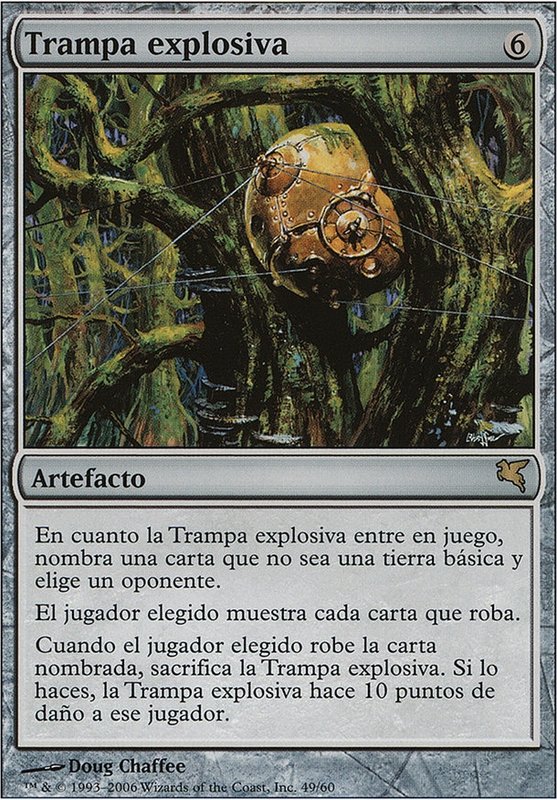 Trampa explosiva
6
Artefacto
En cuanto la Trampa explosiva entre en juego,
nombra una carta que no sea una tierra básica y
elige un oponente.
El jugador elegido muestra cada carta que roba.
Cuando el jugador elegido robe la carta
nombrada, sacrifica la Trampa explosiva. Si lo
haces, la Trampa explosiva hace 10 puntos de
daño a ese jugador.
Doug Chaffee
™ & © 1993–2006 Wizards of the Coast, Inc. 49/60